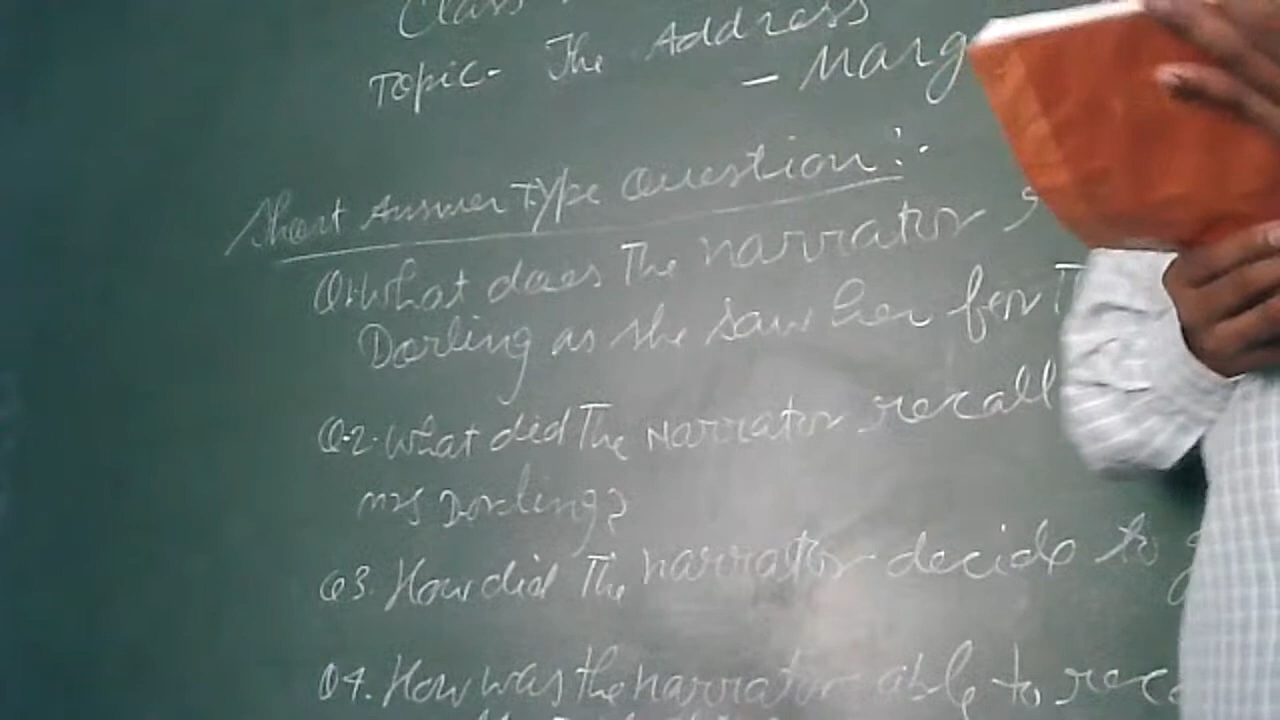 Class
Topic- The Address
- Marg
Short Answer Type Question:-
Q1. What does the narrator s
Dorling as she saw her for T
Q.2. What did The Narrator recall
Mrs Dorling?
Q3. How did The narrator decide to g
Q4. How was the narrator able to reco